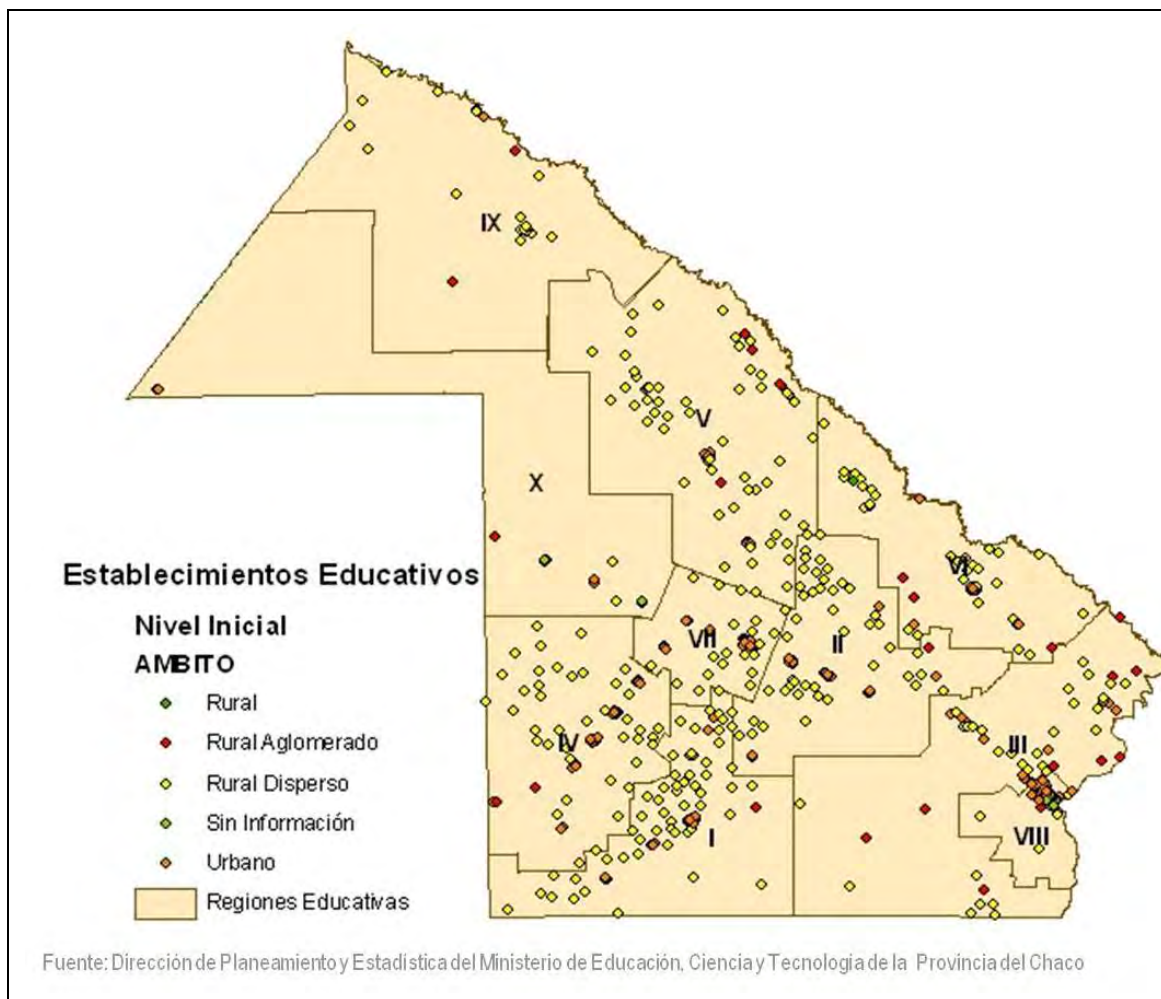 IX
V
X
VI
Establecimientos Educativos
Nivel Inicial
AMBITO
Rural
Rural Aglomerado
Rural Disperso
Sin Información
Urbano
Regiones Educativas
VII
II
IV
III
I
VIII
Fuente: Dirección de Planeamiento y Estadística del Ministerio de Educación, Ciencia y Tecnología de la Provincia del Chaco